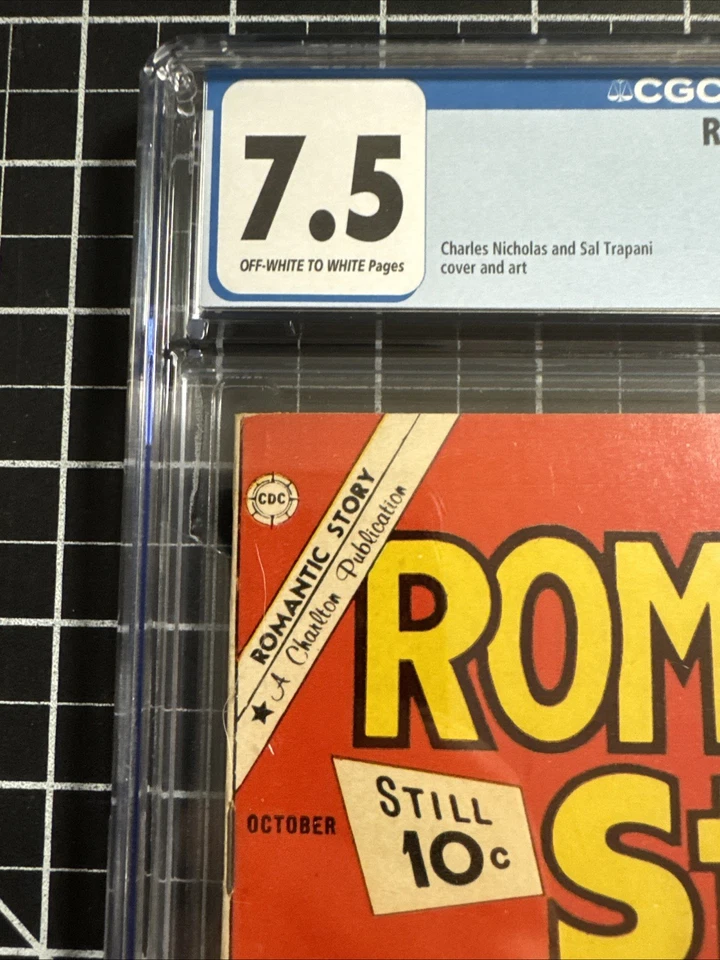 CGC
7.5
OFF-WHITE TO WHITE Pages
Charles Nicholas and Sal Trapani
cover and art
CDC
ROMANTIC STORY
A Charlton Publication
ROM
STILL
10c
OCTOBER
St